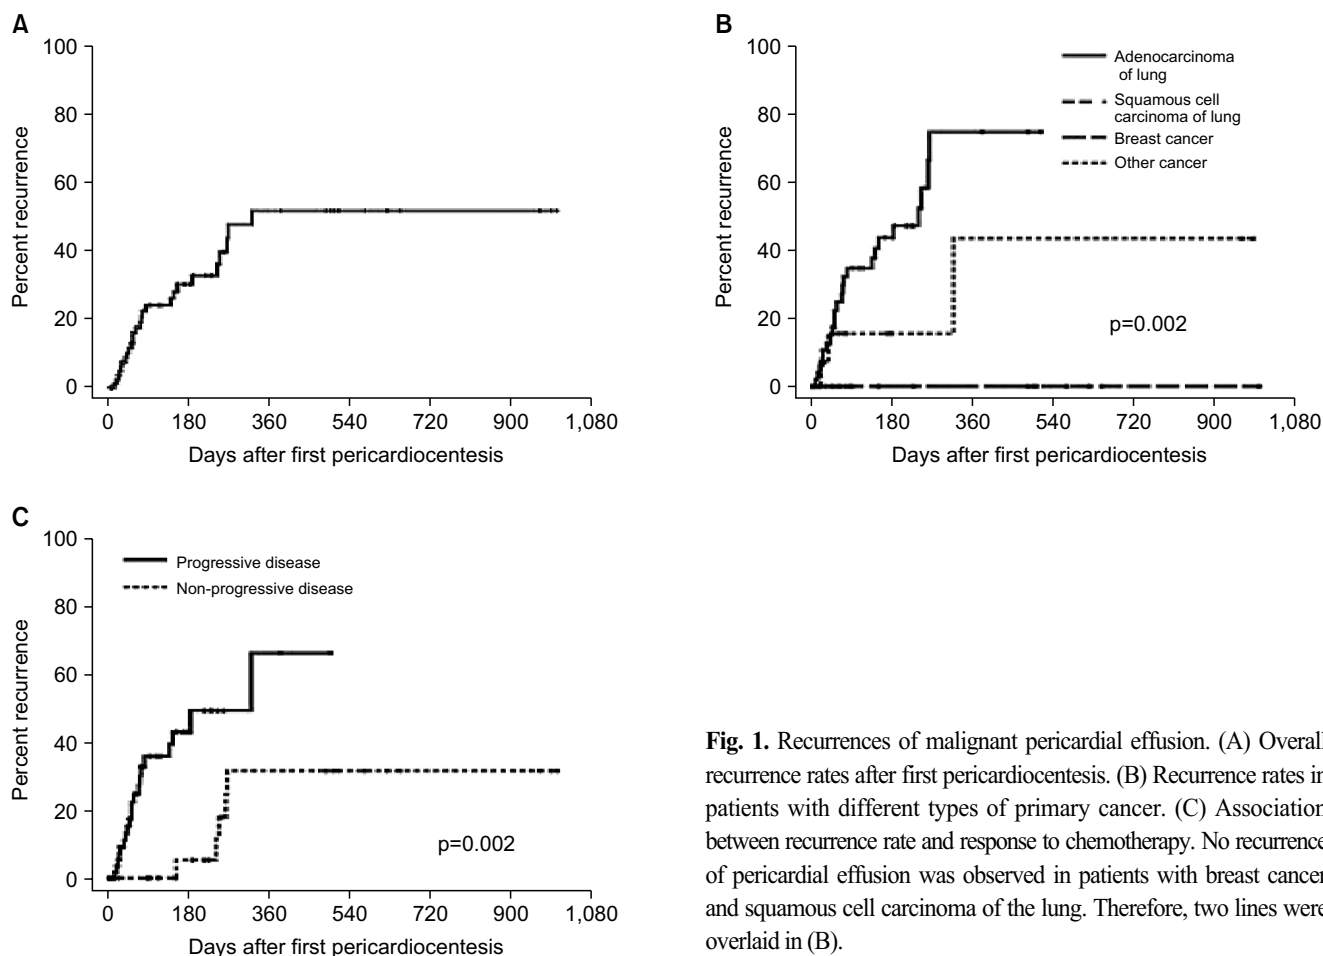 A
100
80
60
40
20
0
Percent recurrence
0 180 360 540 720 900 1,080
Days after first pericardiocentesis
B
100
80
60
40
20
0
Percent recurrence
Adenocarcinoma
of lung
Squamous cell
carcinoma of lung
Breast cancer
Other cancer
p=0.002
0 180 360 540 720 900 1,080
Days after first pericardiocentesis
C
100
80
60
40
20
0
Percent recurrence
Progressive disease
Non-progressive disease
p=0.002
0 180 360 540 720 900 1,080
Days after first pericardiocentesis
Fig. 1. Recurrences of malignant pericardial effusion. (A) Overall
recurrence rates after first pericardiocentesis. (B) Recurrence rates in
patients with different types of primary cancer. (C) Association
between recurrence rate and response to chemotherapy. No recurrence
of pericardial effusion was observed in patients with breast cancer
and squamous cell carcinoma of the lung. Therefore, two lines were
overlaid in (B).